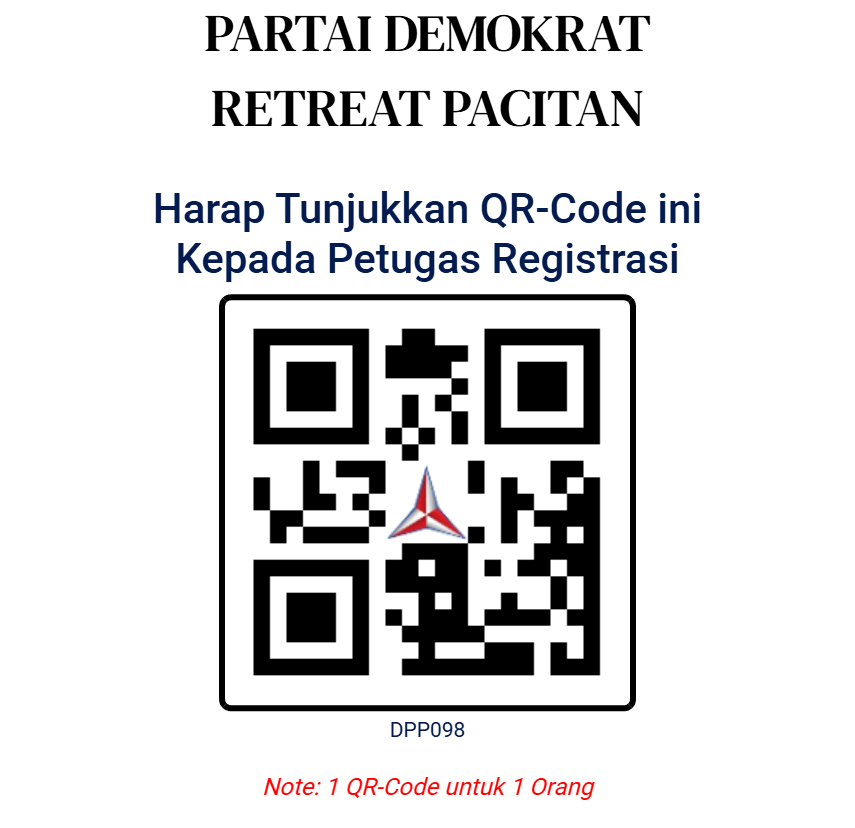 PARTAI DEMOKRAT
RETREAT PACITAN
Harap Tunjukkan QR-Code ini
Kepada Petugas Registrasi
DPP098
Note: 1 QR-Code untuk 1 Orang